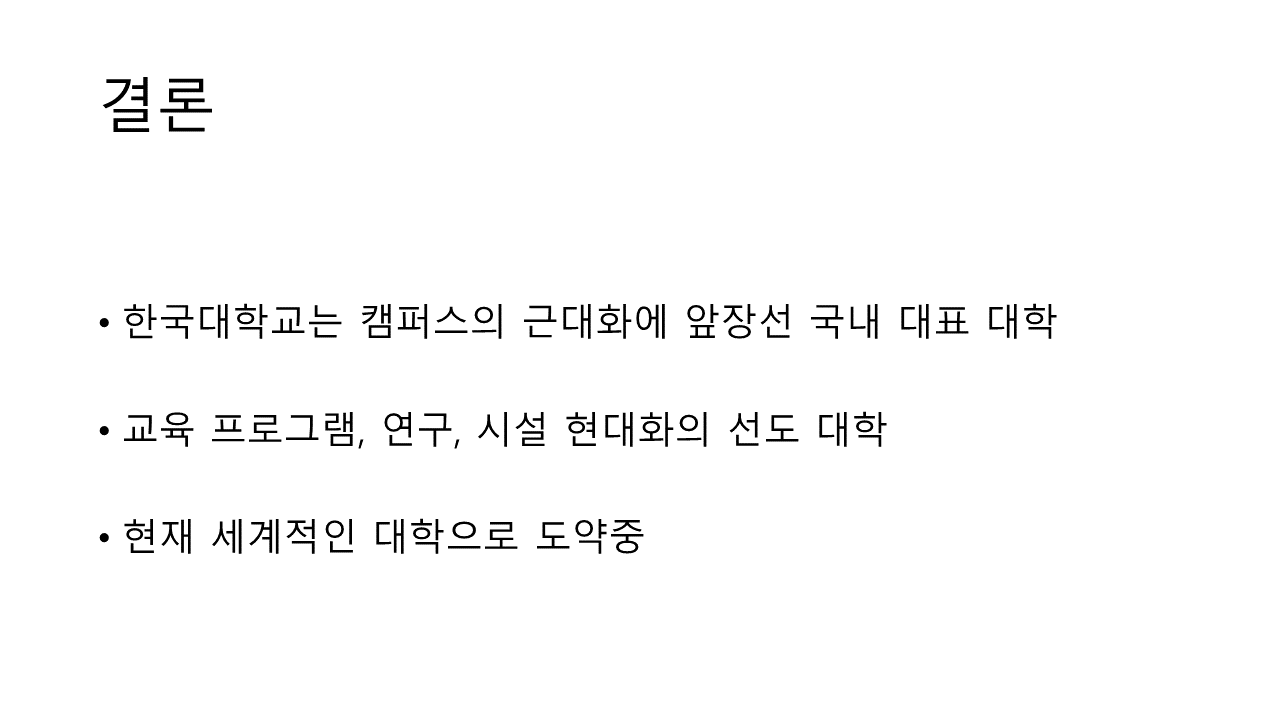 결론
• 한국대학교는 캠퍼스의 근대화에 앞장선 국내 대표 대학
• 교육 프로그램, 연구, 시설 현대화의 선도 대학
• 현재 세계적인 대학으로 도약중